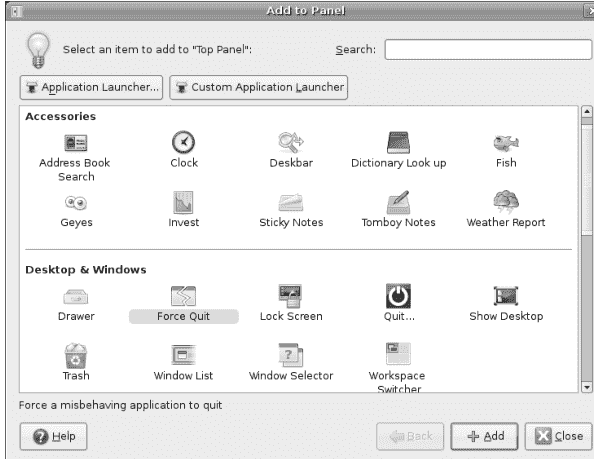 Add to Panel
Select an item to add to "Top Panel":
Search:
Application Launcher...
Custom Application Launcher
Accessories
Address Book Search
Clock
Deskbar
Dictionary Look up
Fish
Geyes
Invest
Sticky Notes
Tomboy Notes
Weather Report
Desktop & Windows
Drawer
Force Quit
Lock Screen
Quit...
Show Desktop
Trash
Window List
Window Selector
Workspace Switcher
Force a misbehaving application to quit
Help
Back
Add
Close